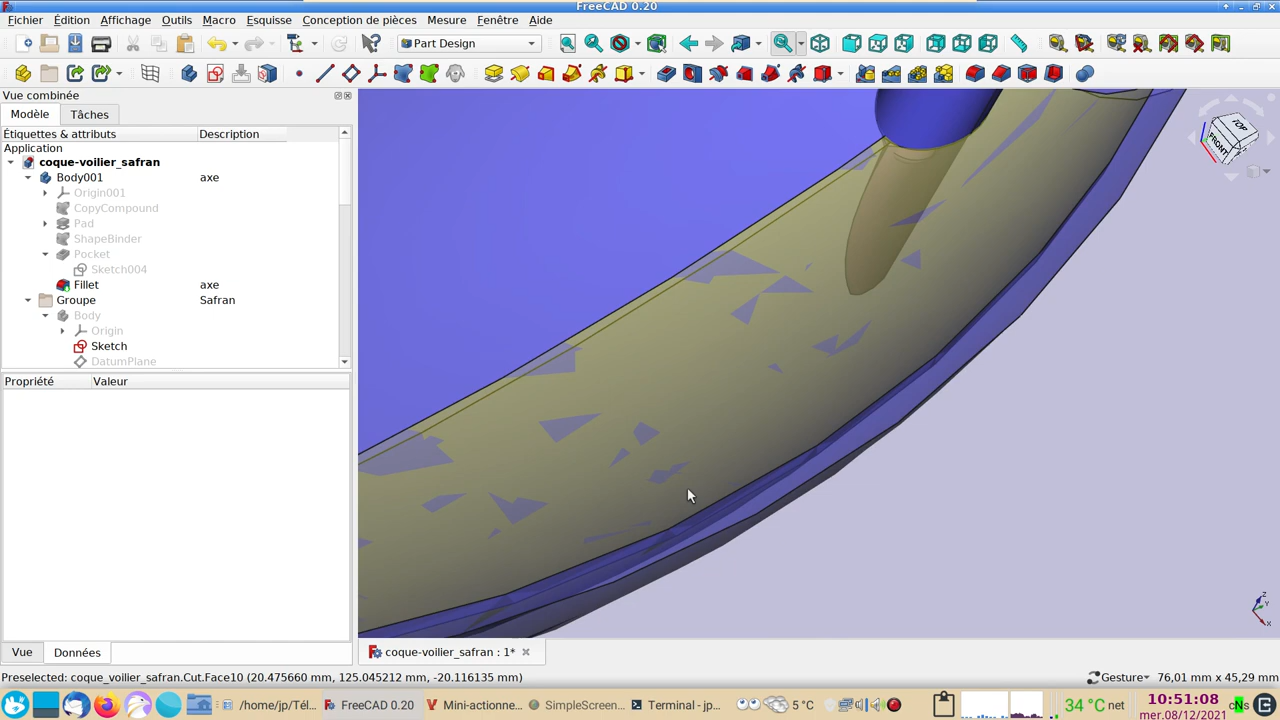 FreeCAD 0.20
Fichier Édition Affichage Outils Macro Esquisse Conception de pièces Mesure Fenêtre Aide
Part Design
Vue combinée
Modèle Tâches
Étiquettes & attributs Description
Application
coque-voilier_safran
Body001 axe
Origin001
CopyCompound
Pad
ShapeBinder
Pocket
Sketch004
Fillet
Groupe Safran
Body
Origin
Sketch
DatumPlane
Propriété Valeur
TOP
FRONT
Z
Y
X
Vue Données
coque-voilier_safran : 1*
Preselected: coque_voilier_safran.Cut.Face10 (20.475660 mm, 125.045212 mm, -20.116135 mm)
Gesture 76,01 mm x 45,29 mm
/home/jp/Tél... FreeCAD 0.20 Mini-actionne... SimpleScreen... Terminal - jp... 5 °C 34 °C net 10:51:08
mer.08/12/2021
cNs